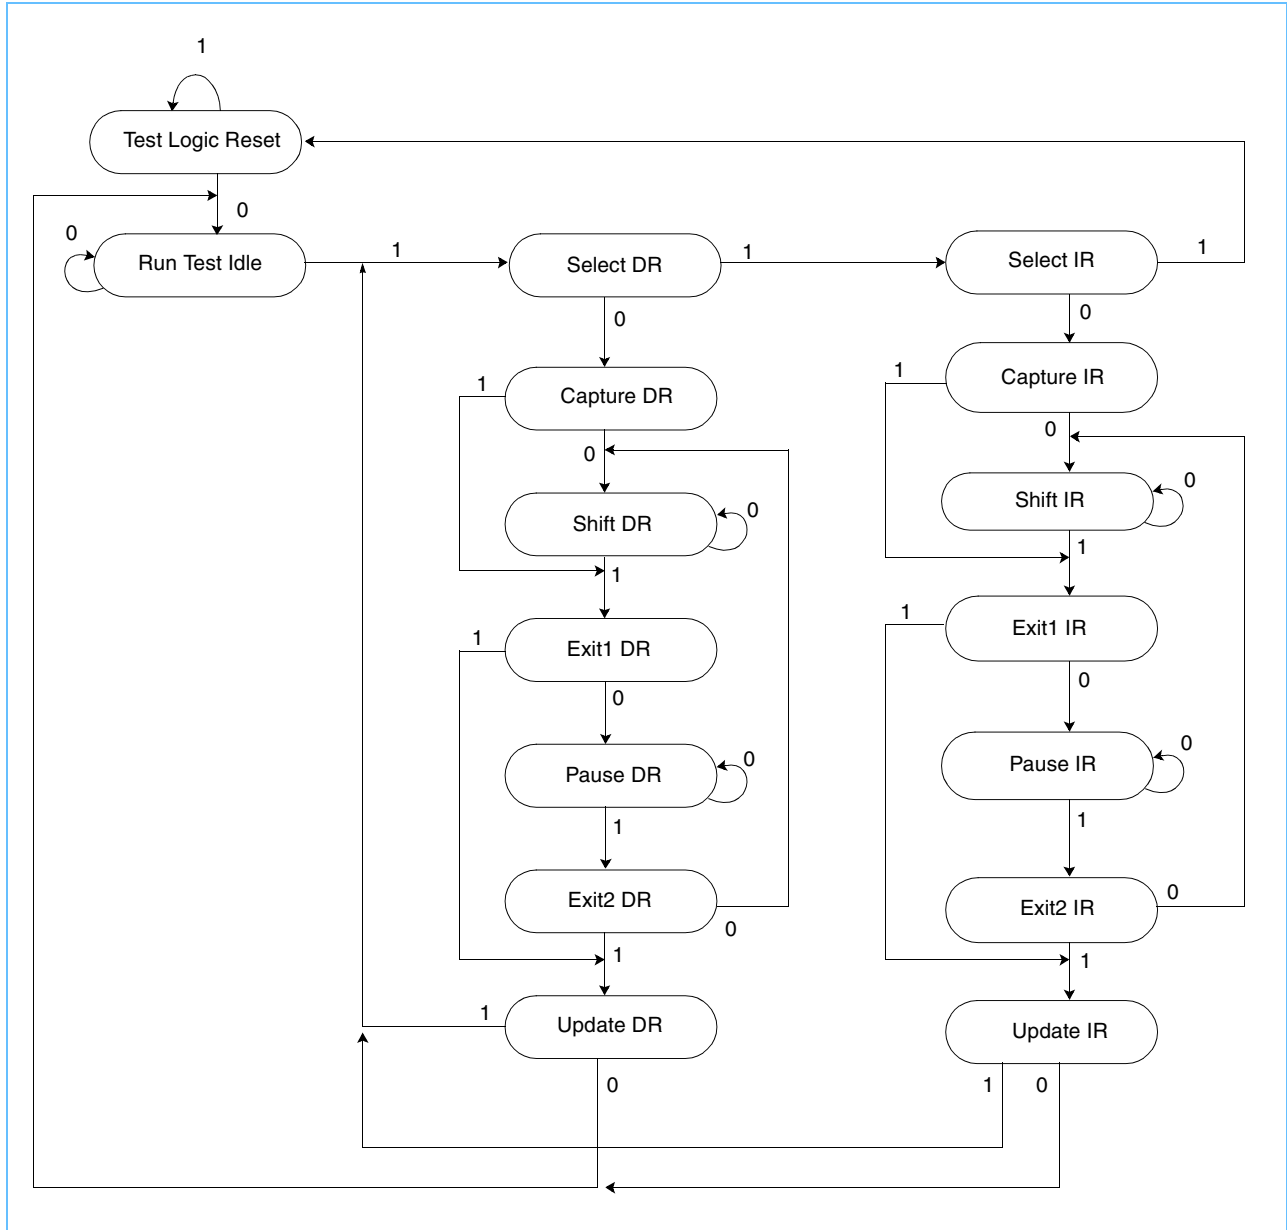 1
Test Logic Reset
0
0
Run Test Idle
1
Select DR
1
Select IR
1
0
0
1
Capture DR
1
Capture IR
0
0
Shift DR
0
Shift IR
0
1
1
1
Exit1 DR
1
Exit1 IR
0
0
Pause DR
0
Pause IR
0
1
1
Exit2 DR
0
Exit2 IR
0
1
1
1
Update DR
Update IR
0
1
0